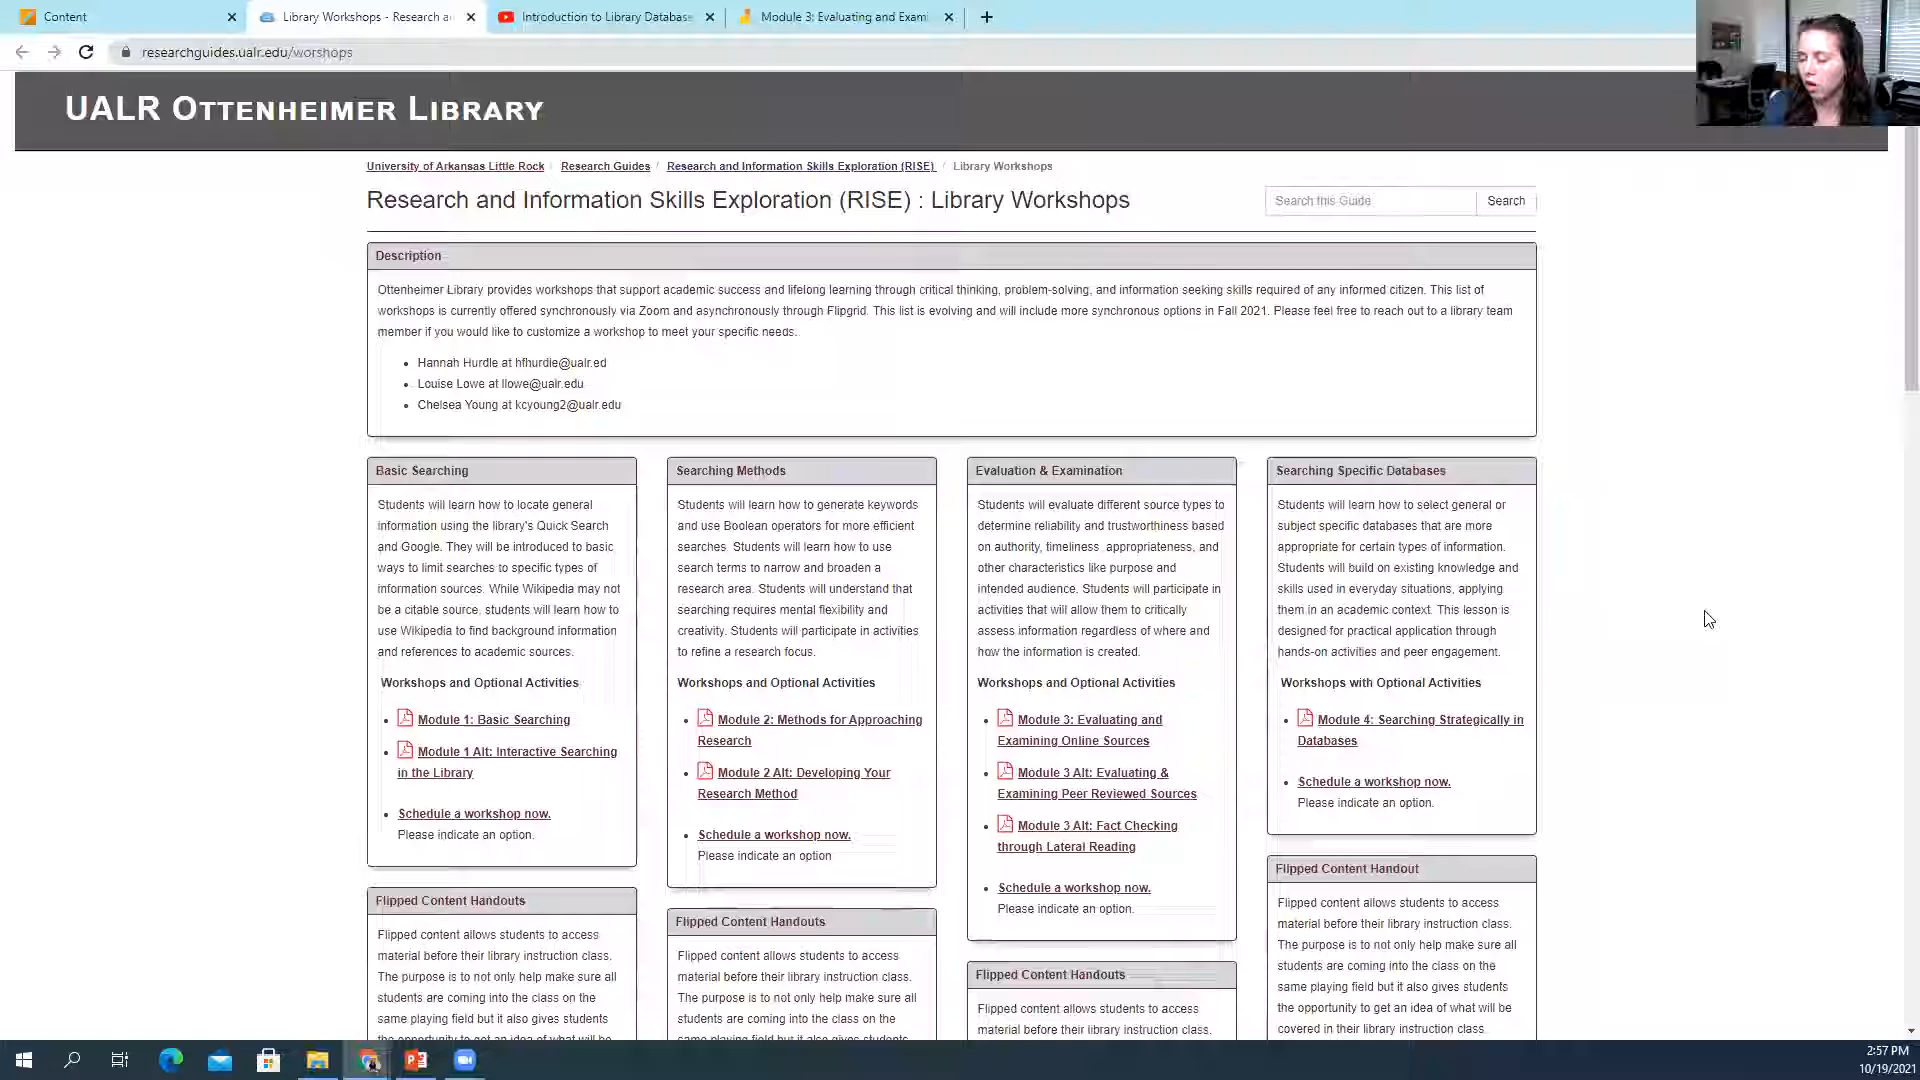 Content
Library Workshops - Research a
Introduction to Library Databas
Module 3: Evaluating and Exami
researchguides.ualr.edu/worshops
UALR Ottenheimer Library
University of Arkansas Little Rock / Research Guides / Research and Information Skills Exploration (RISE) / Library Workshops
Research and Information Skills Exploration (RISE) : Library Workshops
Search this Guide
Search
Description
Ottenheimer Library provides workshops that support academic success and lifelong learning through critical thinking, problem-solving, and information seeking skills required of any informed citizen. This list of
workshops is currently offered synchronously via Zoom and asynchronously through Flipgrid. This list is evolving and will include more synchronous options in Fall 2021. Please feel free to reach out to a library team
member if you would like to customize a workshop to meet your specific needs.
Hannah Hurdle at hfhurdle@ualr.ed
Louise Lowe at llowe@ualr.edu
Chelsea Young at kcyoung2@ualr.edu
Basic Searching
Students will learn how to locate general
information using the library's Quick Search
and Google. They will be introduced to basic
ways to limit searches to specific types of
information sources. While Wikipedia may not
be a citable source, students will learn how to
use Wikipedia to find background information
and references to academic sources.
Workshops and Optional Activities
Module 1: Basic Searching
Module 1 Alt: Interactive Searching
in the Library
Schedule a workshop now.
Please indicate an option.
Flipped Content Handouts
Flipped content allows students to access
material before their library instruction class.
The purpose is to not only help make sure all
students are coming into the class on the
same playing field but it also gives students
the opportunity to get an idea of what will be
Searching Methods
Students will learn how to generate keywords
and use Boolean operators for more efficient
searches. Students will learn how to use
search terms to narrow and broaden a
research area. Students will understand that
searching requires mental flexibility and
creativity. Students will participate in activities
to refine a research focus.
Workshops and Optional Activities
Module 2: Methods for Approaching
Research
Module 2 Alt: Developing Your
Research Method
Schedule a workshop now.
Please indicate an option
Flipped Content Handouts
Flipped content allows students to access
material before their library instruction class.
The purpose is to not only help make sure all
students are coming into the class on the
same playing field but it also gives students
Evaluation & Examination
Students will evaluate different source types to
determine reliability and trustworthiness based
on authority, timeliness appropriateness, and
other characteristics like purpose and
intended audience. Students will participate in
activities that will allow them to critically
assess information regardless of where and
how the information is created.
Workshops and Optional Activities
Module 3: Evaluating and
Examining Online Sources
Module 3 Alt: Evaluating &
Examining Peer Reviewed Sources
Module 3 Alt: Fact Checking
through Lateral Reading
Schedule a workshop now.
Please indicate an option.
Flipped Content Handouts
Flipped content allows students to access
material before their library instruction class.
Searching Specific Databases
Students will learn how to select general or
subject specific databases that are more
appropriate for certain types of information.
Students will build on existing knowledge and
skills used in everyday situations, applying
them in an academic context. This lesson is
designed for practical application through
hands-on activities and peer engagement.
Workshops with Optional Activities
Module 4: Searching Strategically in
Databases
Schedule a workshop now.
Please indicate an option.
Flipped Content Handout
Flipped content allows students to access
material before their library instruction class.
The purpose is to not only help make sure all
students are coming into the class on the
same playing field but it also gives students
the opportunity to get an idea of what will be
covered in their library instruction class.
2:57 PM
10/19/2021